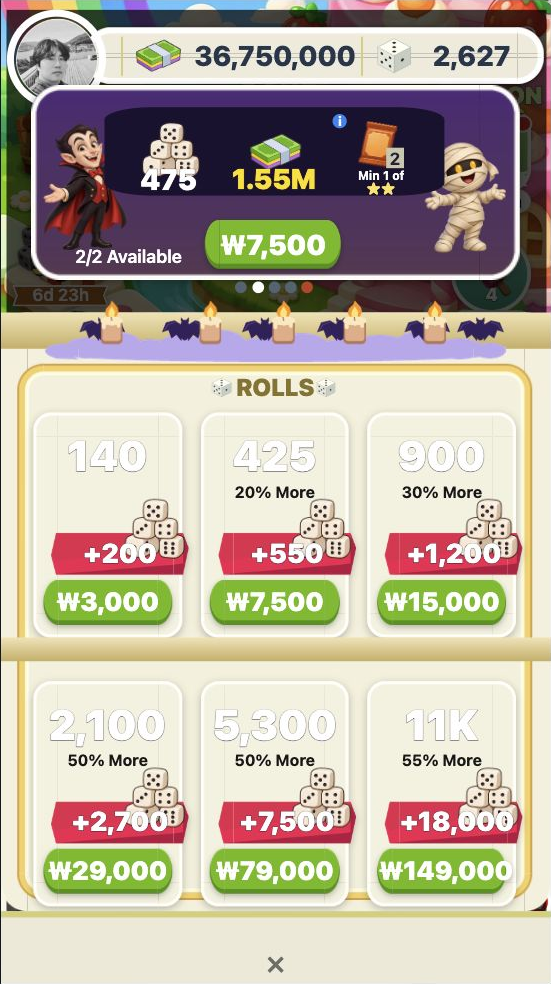 36,750,000 2,627
ON
475 1.55M i 2
Min 1 of
₩7,500
2/2 Available
6d 23h
4
ROLLS
140 425 900
20% More 30% More
+200 +550 +1,200
₩3,000 ₩7,500 ₩15,000
2,100 5,300 11K
50% More 50% More 55% More
+2,700 +7,500 +18,000
₩29,000 ₩79,000 ₩149,000
×